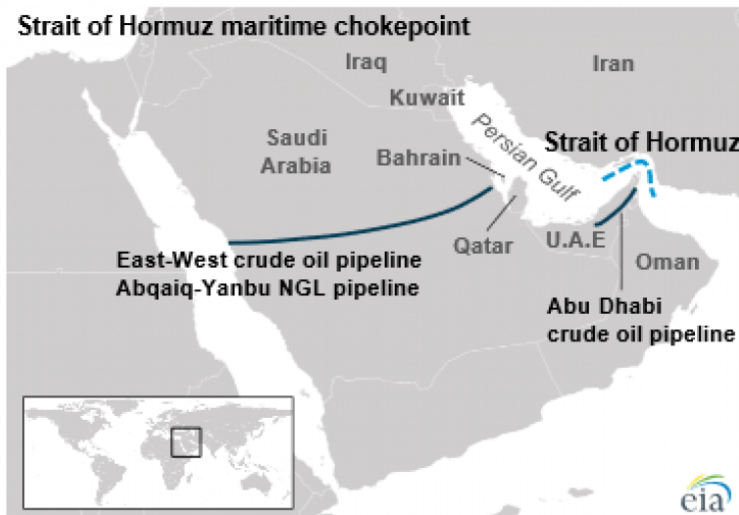 Strait of Hormuz maritime chokepoint
Iraq
Iran
Kuwait
Persian Gulf
Strait of Hormuz
Saudi
Arabia
Bahrain
Qatar
U.A.E
Oman
East-West crude oil pipeline
Abqaiq-Yanbu NGL pipeline
Abu Dhabi
crude oil pipeline
eia